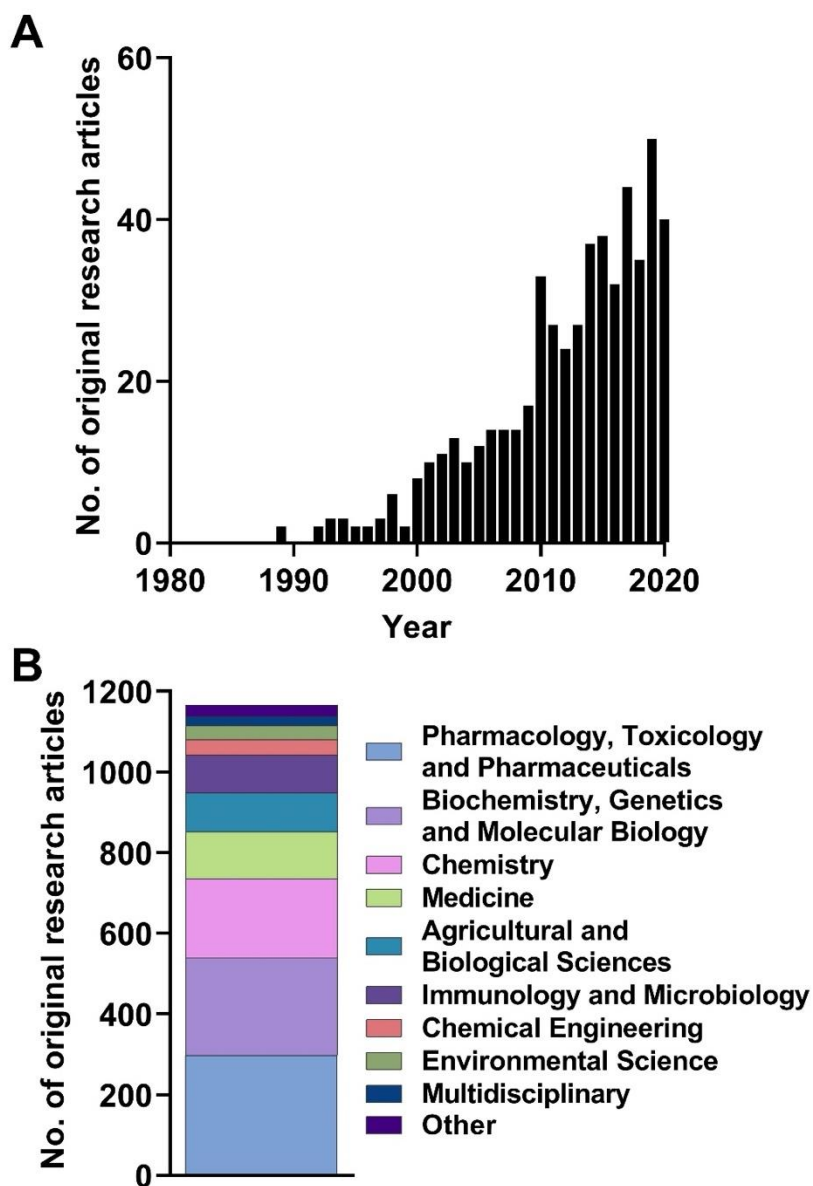 A
No. of original research articles
60
40
20
0
1980 1990 2000 2010 2020
Year
B
No. of original research articles
1200
1000
800
600
400
200
0
Pharmacology, Toxicology
and Pharmaceuticals
Biochemistry, Genetics
and Molecular Biology
Chemistry
Medicine
Agricultural and
Biological Sciences
Immunology and Microbiology
Chemical Engineering
Environmental Science
Multidisciplinary
Other